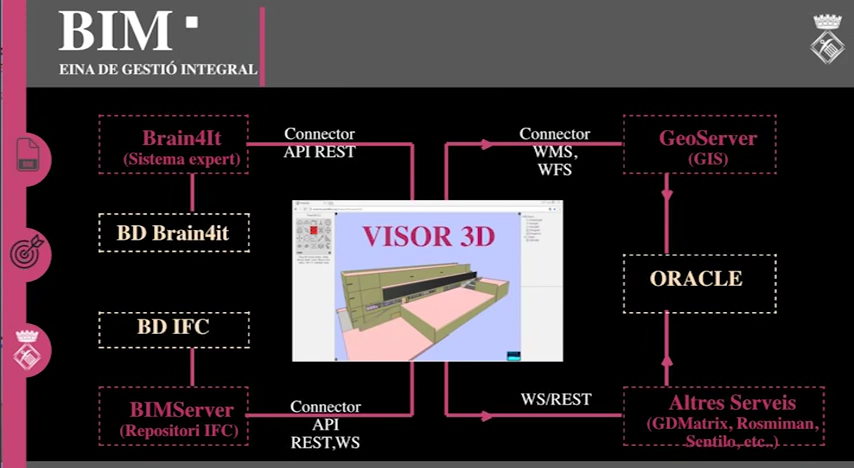 BIM
EINA DE GESTIÓ INTEGRAL
Brain4It
(Sistema expert)
Connector
API REST
Connector
WMS,
WFS
GeoServer
(GIS)
BD Brain4it
VISOR 3D
ORACLE
BD IFC
BIMServer
(Repositori IFC)
Connector
API
REST,WS
WS/REST
Altres Serveis
(GDMatrix, Rosmiman,
Sentilo, etc..)